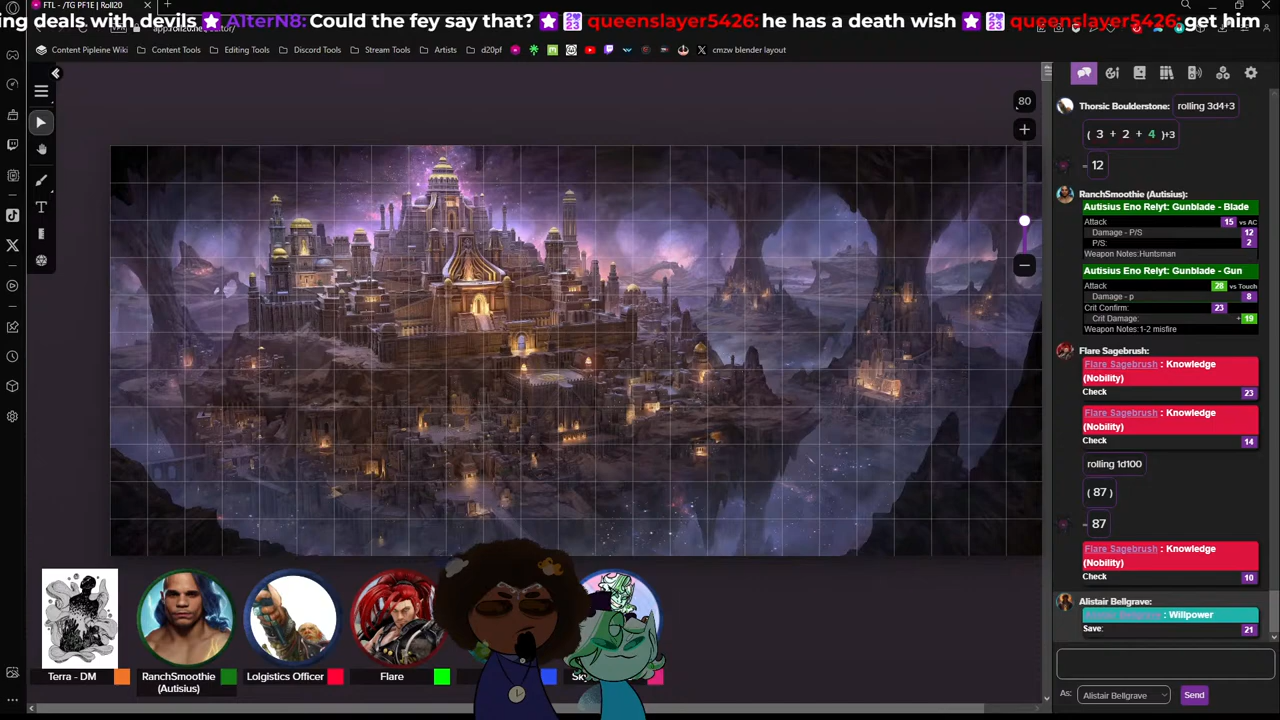 ing deals with devils A1terN8: Could the fey say that? queenslayer5426: he has a death wish queenslayer5426: get him
FTL - /TG PF1E | Roll20
Content Pipleine Wiki Content Tools Editing Tools Discord Tools Stream Tools Artists d20pf cmzw blender layout
80
Thorsic Boulderstone: rolling 3d4+3
( 3 + 2 + 4 )+3
= 12
RanchSmoothie (Autisius):
Autisius Eno Relyt: Gunblade - Blade
Attack 15 vs AC
Damage - P/S 12
P/S: 2
Weapon Notes:Huntsman
Autisius Eno Relyt: Gunblade - Gun
Attack 28 vs Touch
Damage - p 8
Crit Confirm: 23
Crit Damage: + 19
Weapon Notes:1-2 misfire
Flare Sagebrush:
Flare Sagebrush : Knowledge (Nobility)
Check 23
Flare Sagebrush : Knowledge (Nobility)
Check 14
rolling 1d100
( 87 )
= 87
Flare Sagebrush : Knowledge (Nobility)
Check 10
Alistair Bellgrave:
Alistair Bellgrave : Willpower
Save: 21
As: Alistair Bellgrave Send
Terra - DM
RanchSmoothie (Autisius)
Lolgistics Officer
Flare